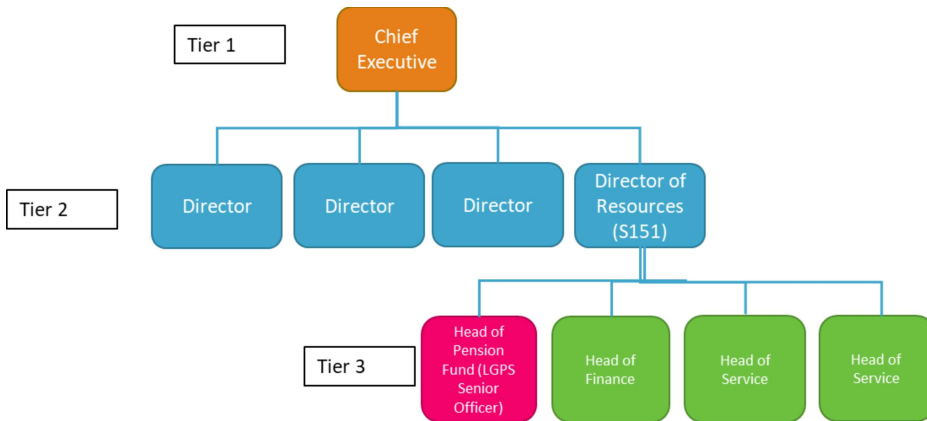 Tier 1
Chief
Executive
Tier 2
Director
Director
Director
Director of
Resources
(S151)
Tier 3
Head of
Pension
Fund (LGPS
Senior
Officer)
Head of
Finance
Head of
Service
Head of
Service